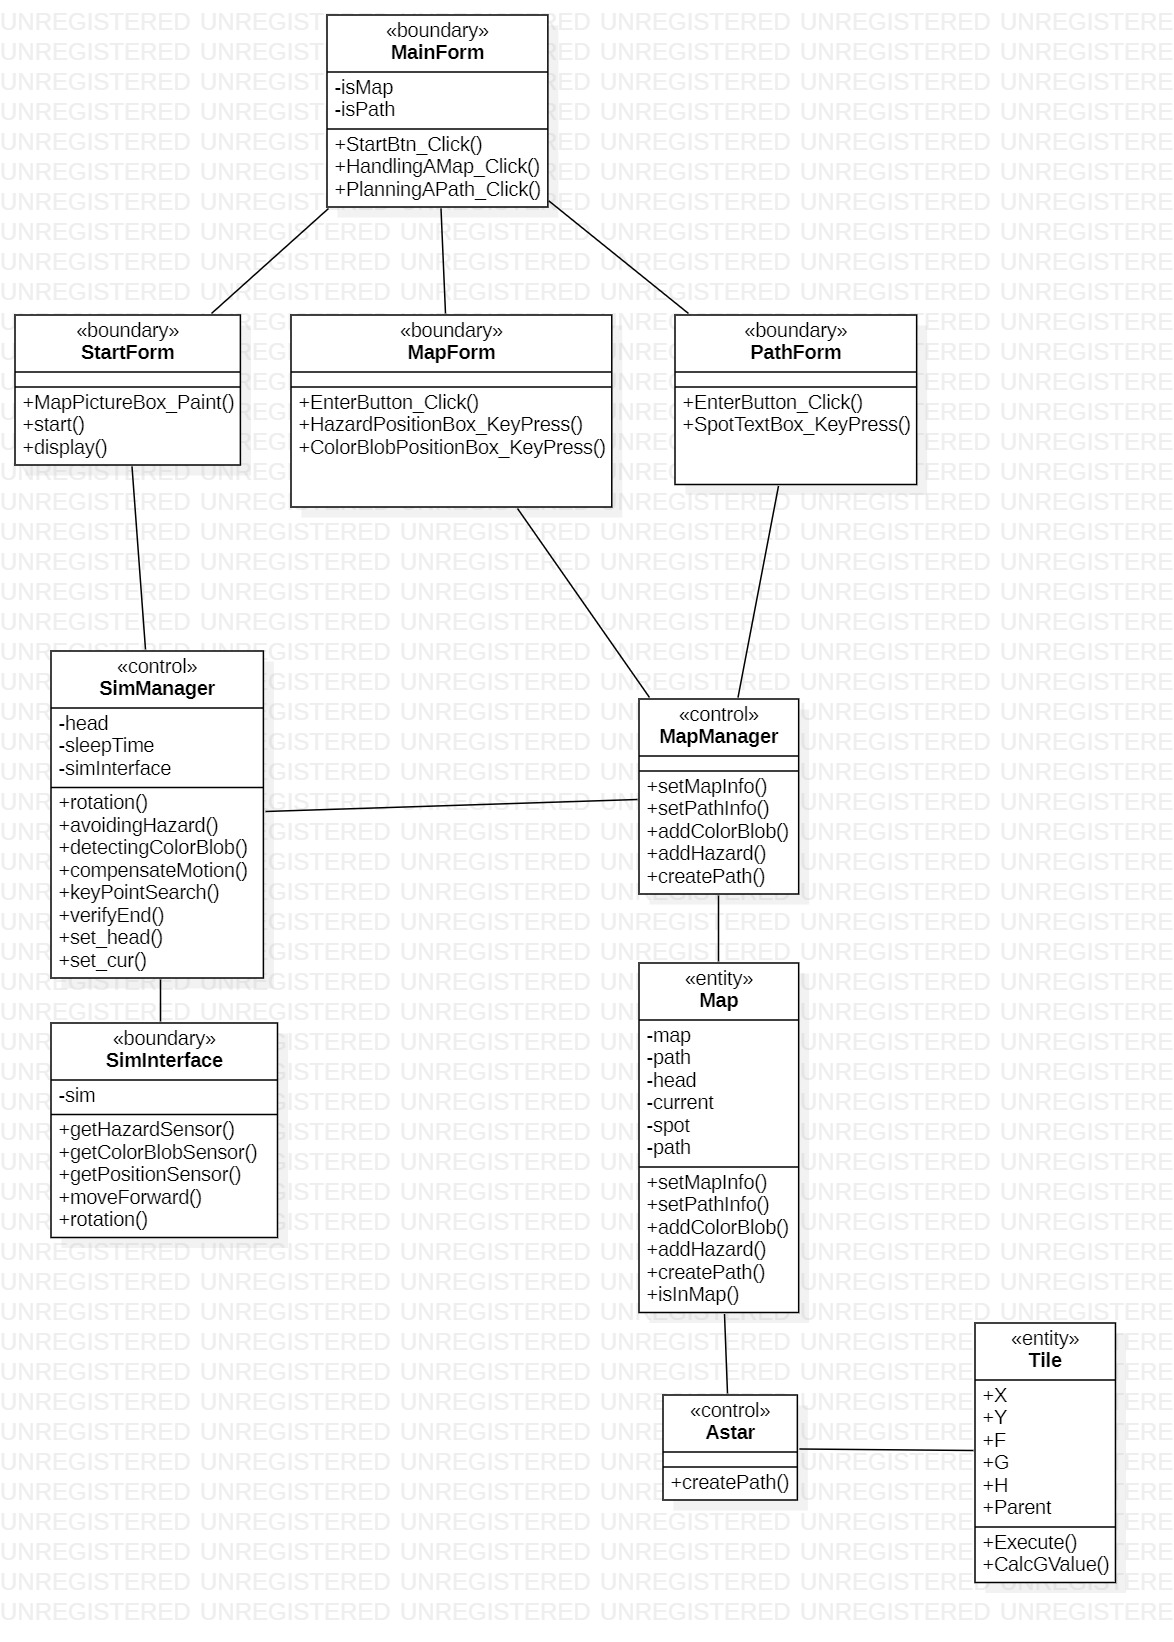 «boundary»
MainForm
-isMap
-isPath
+StartBtn_Click()
+HandlingAMap_Click()
+PlanningAPath_Click()
«boundary»
StartForm
+MapPictureBox_Paint()
+start()
+display()
«boundary»
MapForm
+EnterButton_Click()
+HazardPositionBox_KeyPress()
+ColorBlobPositionBox_KeyPress()
«boundary»
PathForm
+EnterButton_Click()
+SpotTextBox_KeyPress()
«control»
SimManager
-head
-sleepTime
-simInterface
+rotation()
+avoidingHazard()
+detectingColorBlob()
+compensateMotion()
+keyPointSearch()
+verifyEnd()
+set_head()
+set_cur()
«control»
MapManager
+setMapInfo()
+setPathInfo()
+addColorBlob()
+addHazard()
+createPath()
«boundary»
SimInterface
-sim
+getHazardSensor()
+getColorBlobSensor()
+getPositionSensor()
+moveForward()
+rotation()
«entity»
Map
-map
-path
-head
-current
-spot
-path
+setMapInfo()
+setPathInfo()
+addColorBlob()
+addHazard()
+createPath()
+isInMap()
«control»
Astar
+createPath()
«entity»
Tile
+X
+Y
+F
+G
+H
+Parent
+Execute()
+CalcGValue()
UNREGISTERED